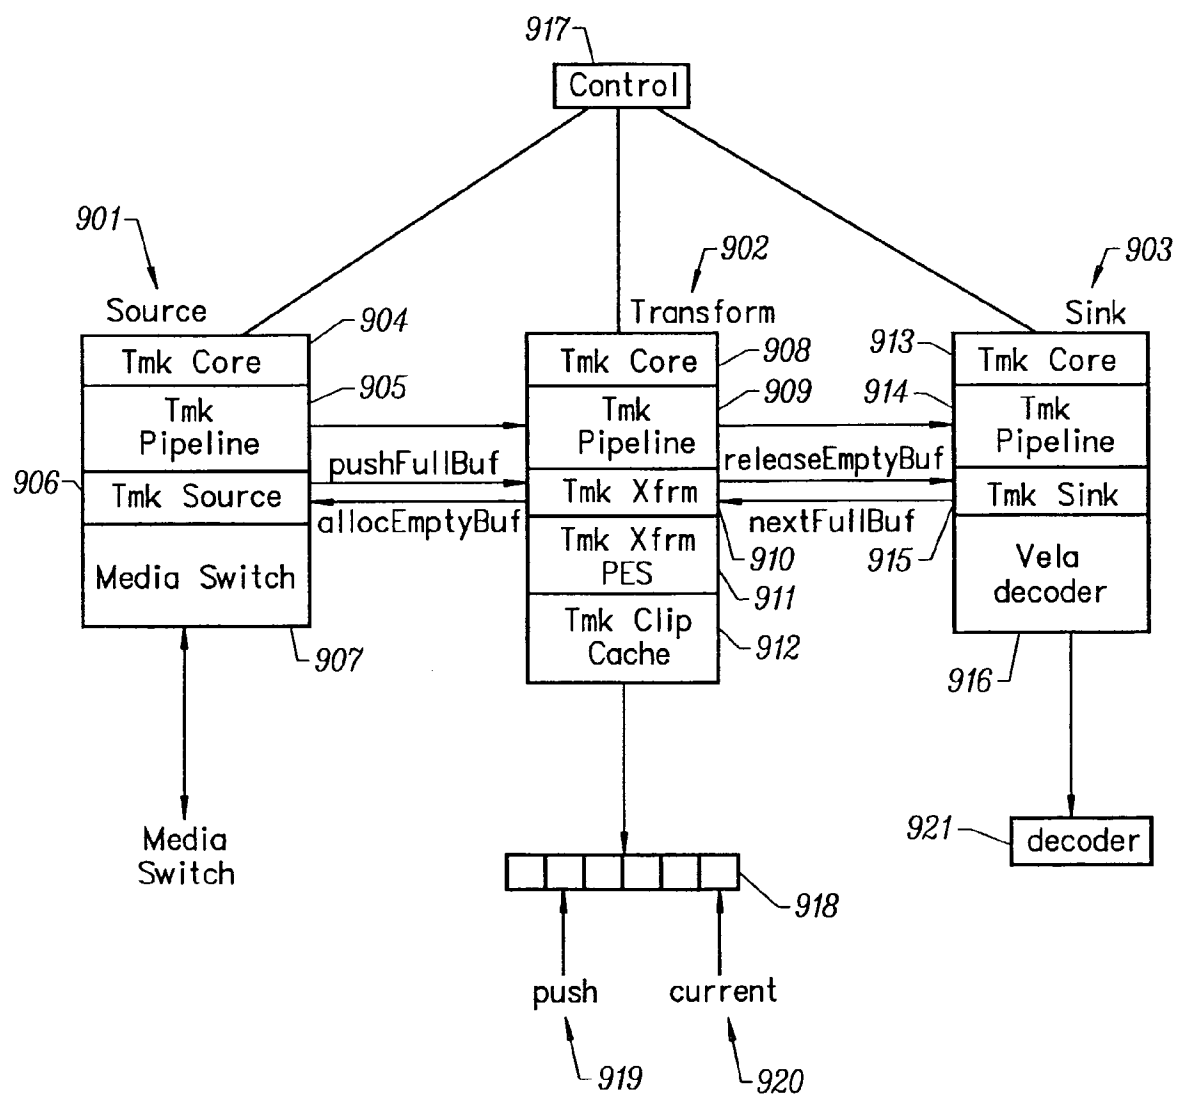 917
Control
901
902
903
Source
Transform
Sink
904
908
913
Tmk Core
Tmk Core
Tmk Core
905
909
914
Tmk
Pipeline
Tmk
Pipeline
Tmk
Pipeline
pushFullBuf
releaseEmptyBuf
906
Tmk Source
Tmk Xfrm
Tmk Sink
allocEmptyBuf
nextFullBuf
910
915
Media Switch
Tmk Xfrm
PES
Vela
decoder
911
Tmk Clip
Cache
912
907
916
Media
Switch
921
decoder
918
push
current
919
920